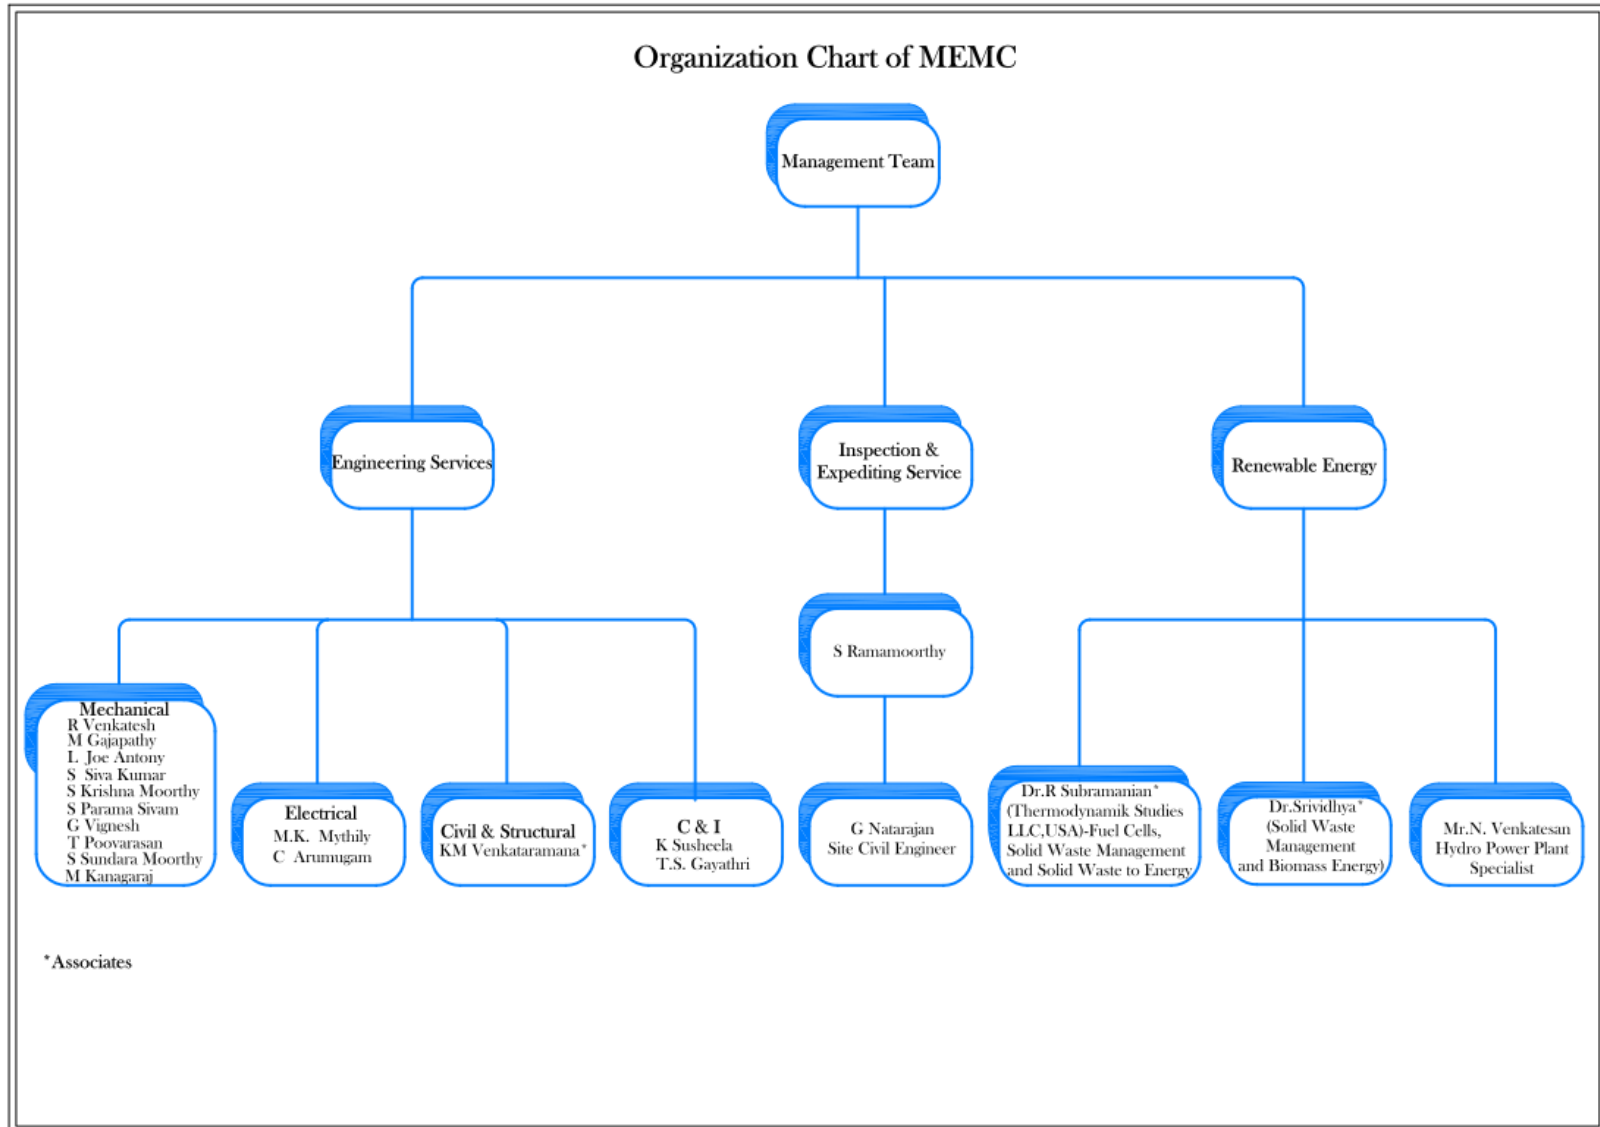 Organization Chart of MEMC
Management Team
Engineering Services
Inspection &
Expediting Service
Renewable Energy
S Ramamoorthy
Mechanical
R Venkatesh
M Gajapathy
L Joe Antony
S Siva Kumar
S Krishna Moorthy
S Parama Sivam
G Vignesh
T Poovarasan
S Sundara Moorthy
M Kanagaraj
Electrical
M.K. Mythily
C Arumugam
Civil & Structural
KM Venkataramana*
C & I
K Susheela
T.S. Gayathri
G Natarajan
Site Civil Engineer
Dr.R Subramanian*
(Thermodynamik Studies
LLC,USA)-Fuel Cells,
Solid Waste Management
and Solid Waste to Energy
Dr.Srividhya*
(Solid Waste
Management
and Biomass Energy)
Mr.N. Venkatesan
Hydro Power Plant
Specialist
*Associates